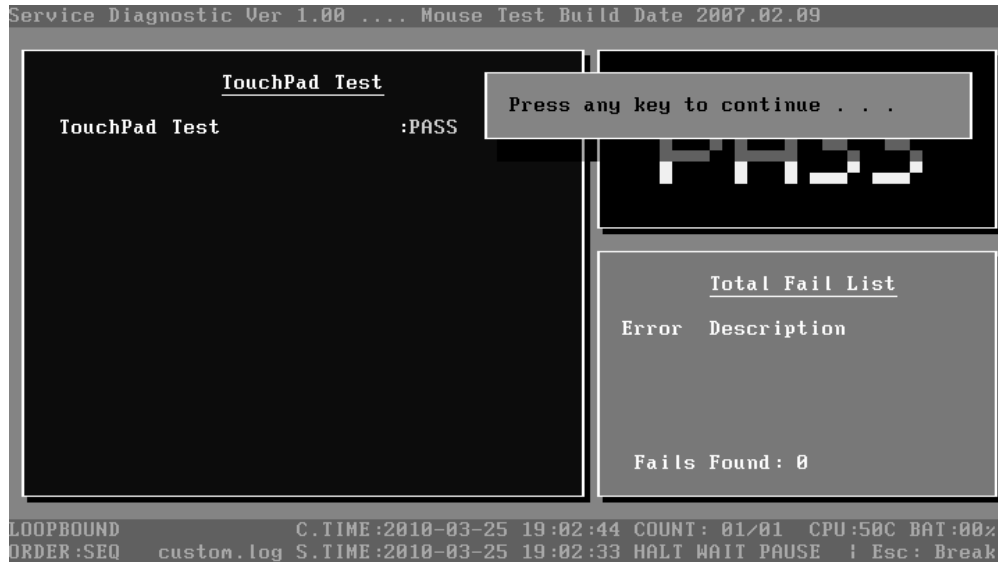 Service Diagnostic Ver 1.00 .... Mouse Test Build Date 2007.02.09
TouchPad Test
TouchPad Test :PASS
Press any key to continue . . .
PASS
Total Fail List
Error Description
Fails Found: 0
LOOPBOUND C.TIME:2010-03-25 19:02:44 COUNT: 01/01 CPU:50C BAT:00%
ORDER:SEQ custom.log S.TIME:2010-03-25 19:02:33 HALT WAIT PAUSE ¦ Esc: Break